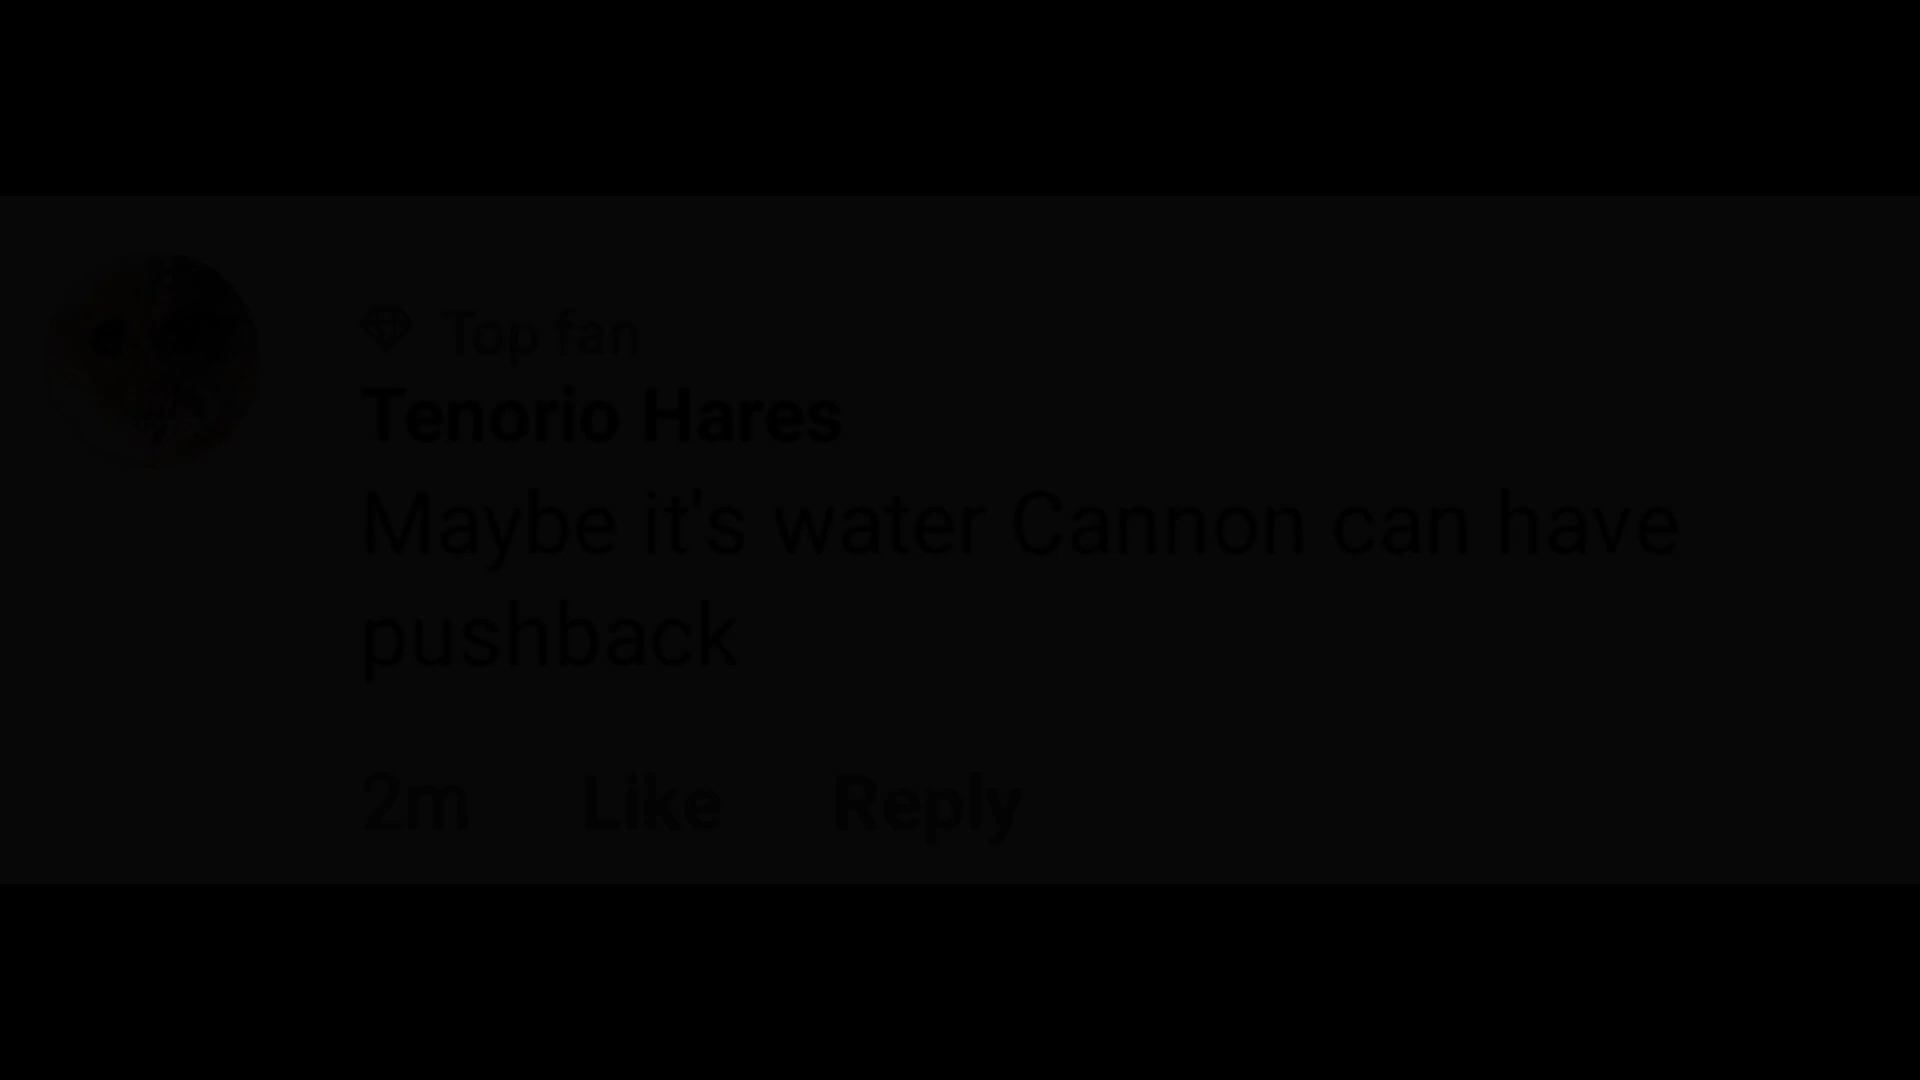 Top fan
Tenorio Hares
Maybe it's water Cannon can have
pushback
2m Like Reply